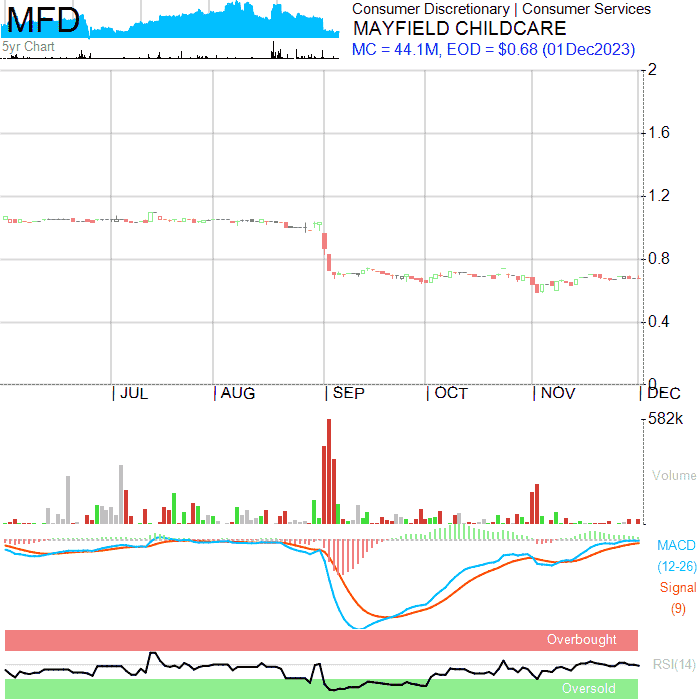 MFD
5yr Chart
Consumer Discretionary | Consumer Services
MAYFIELD CHILDCARE
MC = 44.1M, EOD = $0.68 (01Dec2023)
2
1.6
1.2
0.8
0.4
0
JUL
AUG
SEP
OCT
NOV
DEC
582k
Volume
MACD
(12-26)
Signal
(9)
Overbought
RSI(14)
Oversold